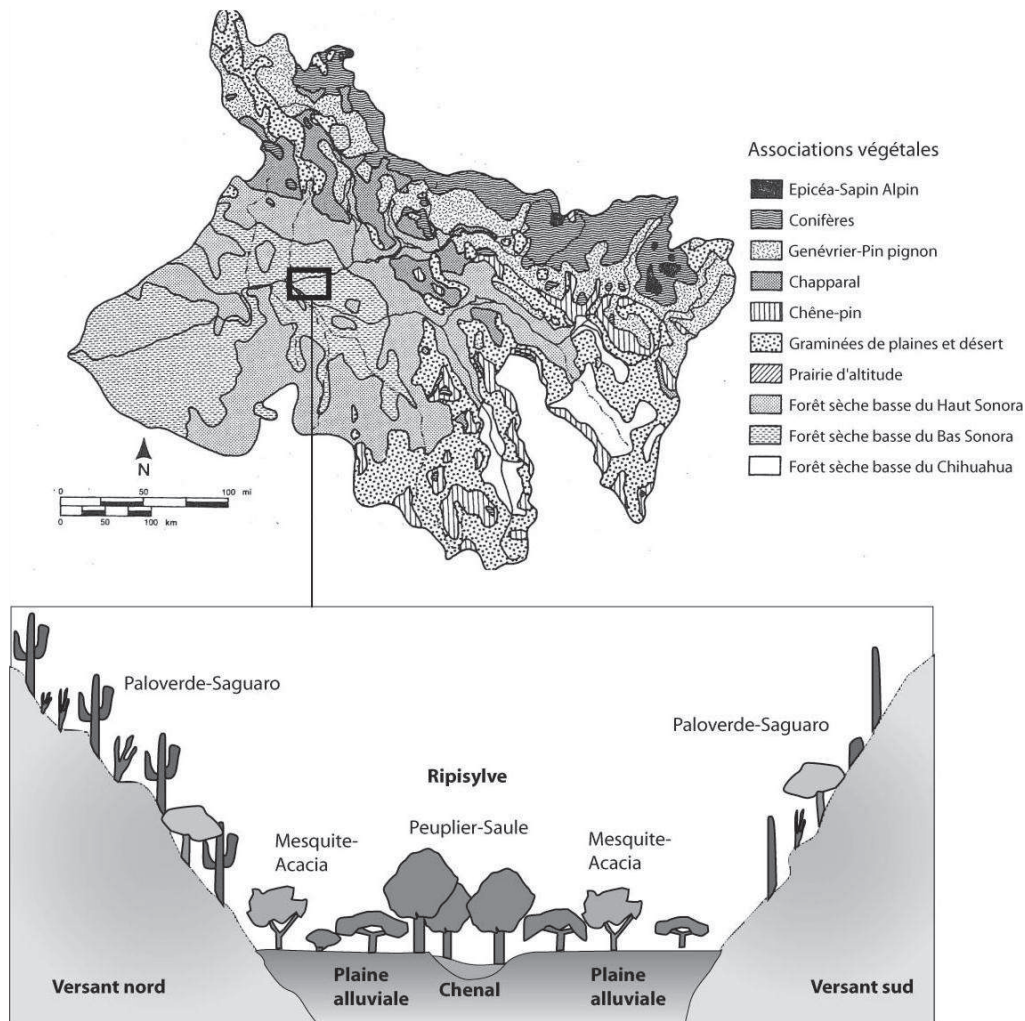 Associations végétales
Epicéa-Sapin Alpin
Conifères
Genévrier-Pin pignon
Chapparal
Chêne-pin
Graminées de plaines et désert
Prairie d'altitude
Forêt sèche basse du Haut Sonora
Forêt sèche basse du Bas Sonora
Forêt sèche basse du Chihuahua
N
0 50 100 mi
0 50 100 km
Paloverde-Saguaro
Paloverde-Saguaro
Ripisylve
Peuplier-Saule
Mesquite-
Acacia
Mesquite-
Acacia
Versant nord
Plaine
alluviale
Chenal
Plaine
alluviale
Versant sud